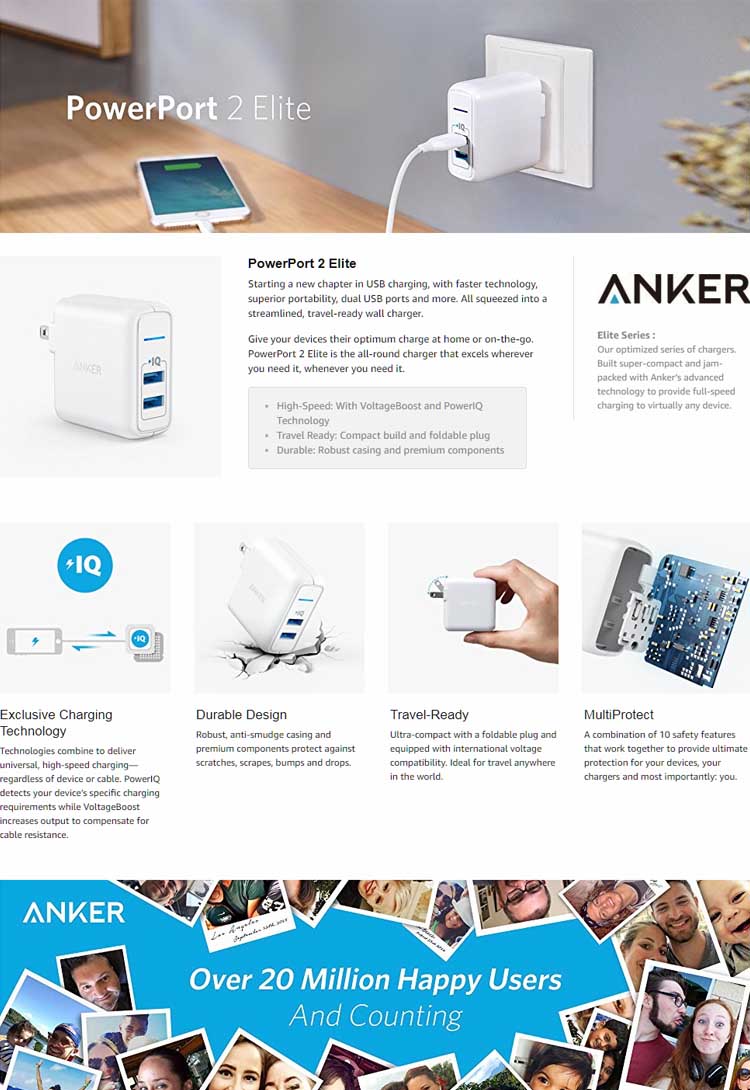 PowerPort 2 Elite
IQ
PowerPort 2 Elite
Starting a new chapter in USB charging, with faster technology,
superior portability, dual USB ports and more. All squeezed into a
streamlined, travel-ready wall charger.
Give your devices their optimum charge at home or on-the-go.
PowerPort 2 Elite is the all-round charger that excels wherever
you need it, whenever you need it.
• High-Speed: With VoltageBoost and PowerIQ
Technology
• Travel Ready: Compact build and foldable plug
• Durable: Robust casing and premium components
ANKER
Elite Series :
Our optimized series of chargers.
Built super-compact and jam-
packed with Anker's advanced
technology to provide full-speed
charging to virtually any device.
ANKER
IQ
IQ
IQ
ANKER
IQ
Exclusive Charging
Technology
Technologies combine to deliver
universal, high-speed charging—
regardless of device or cable. PowerIQ
detects your device's specific charging
requirements while VoltageBoost
increases output to compensate for
cable resistance.
Durable Design
Robust, anti-smudge casing and
premium components protect against
scratches, scrapes, bumps and drops.
Travel-Ready
Ultra-compact with a foldable plug and
equipped with international voltage
compatibility. Ideal for travel anywhere
in the world.
MultiProtect
A combination of 10 safety features
that work together to provide ultimate
protection for your devices, your
chargers and most importantly: you.
ANKER
Los Angeles
Over 20 Million Happy Users
And Counting